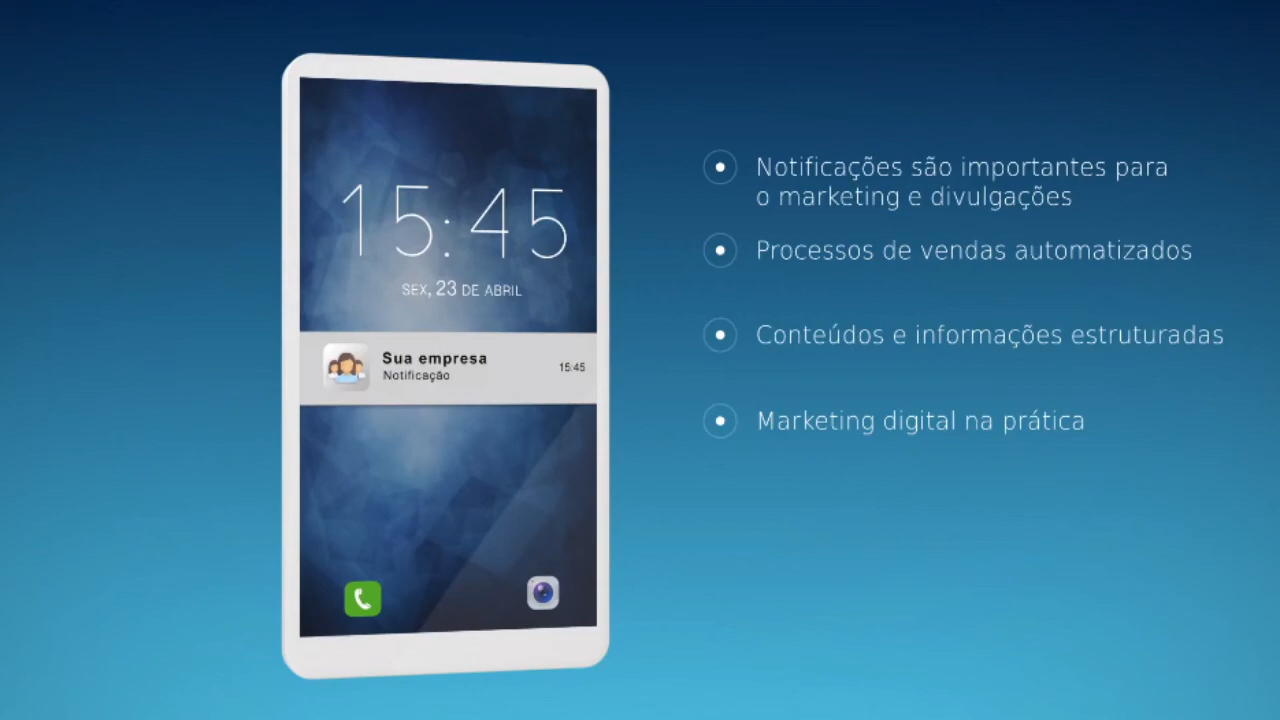 15:45
SEX, 23 DE ABRIL
Sua empresa
Notificação
15:45
Notificações são importantes para
o marketing e divulgações
Processos de vendas automatizados
Conteúdos e informações estruturadas
Marketing digital na prática